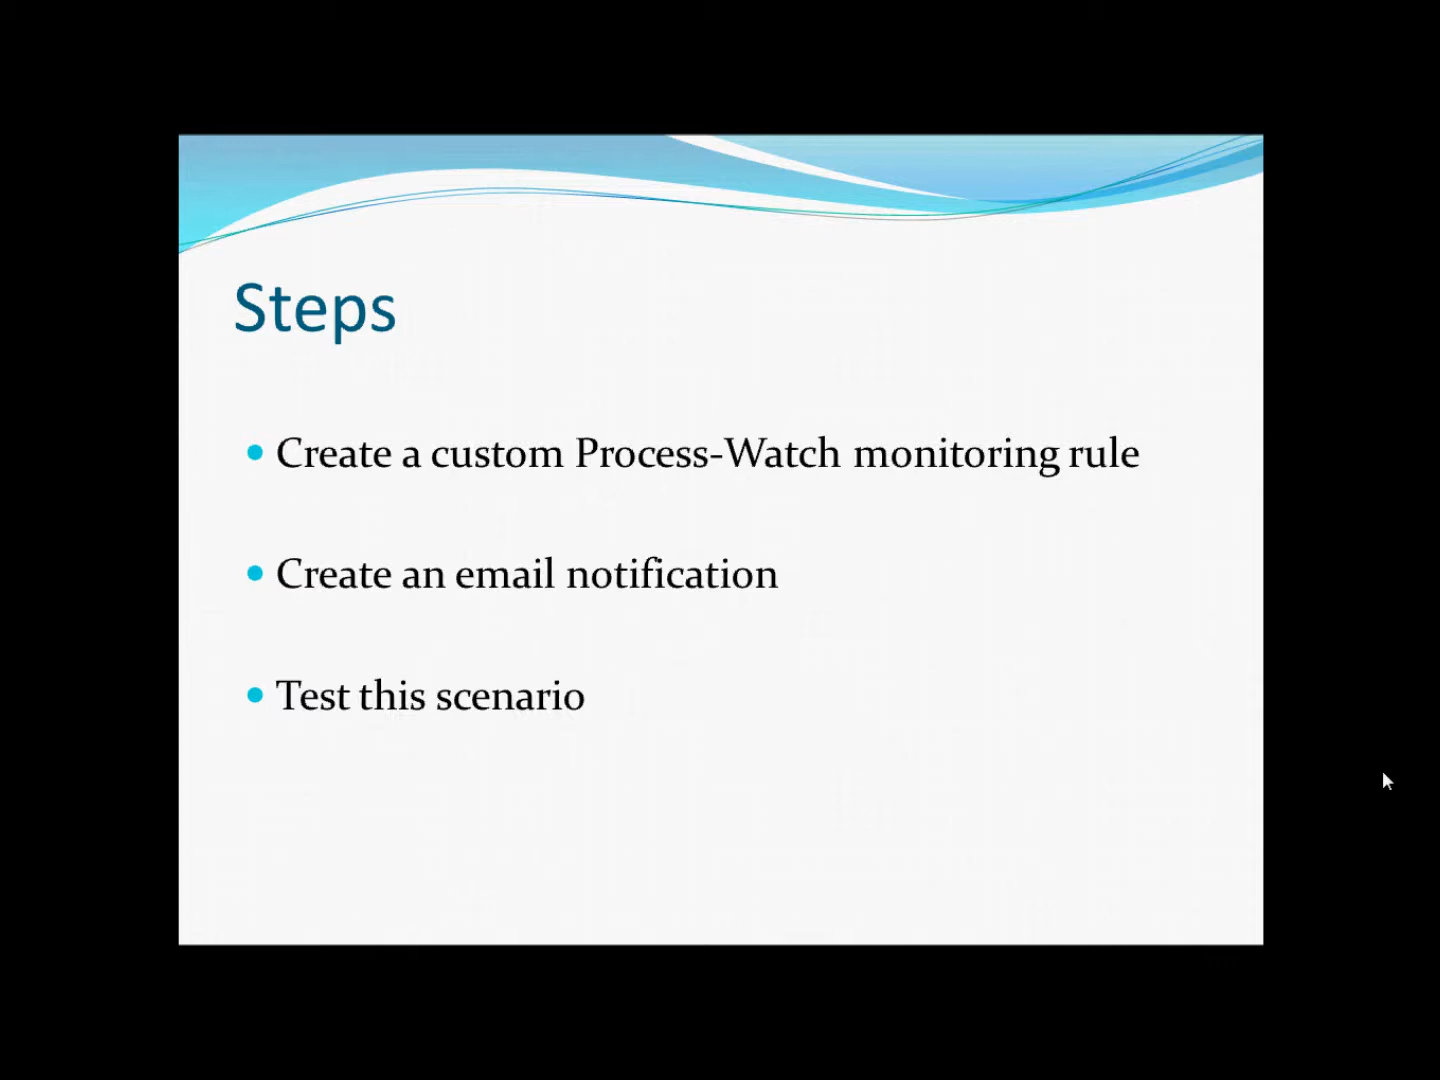 Steps
Create a custom Process-Watch monitoring rule
Create an email notification
Test this scenario